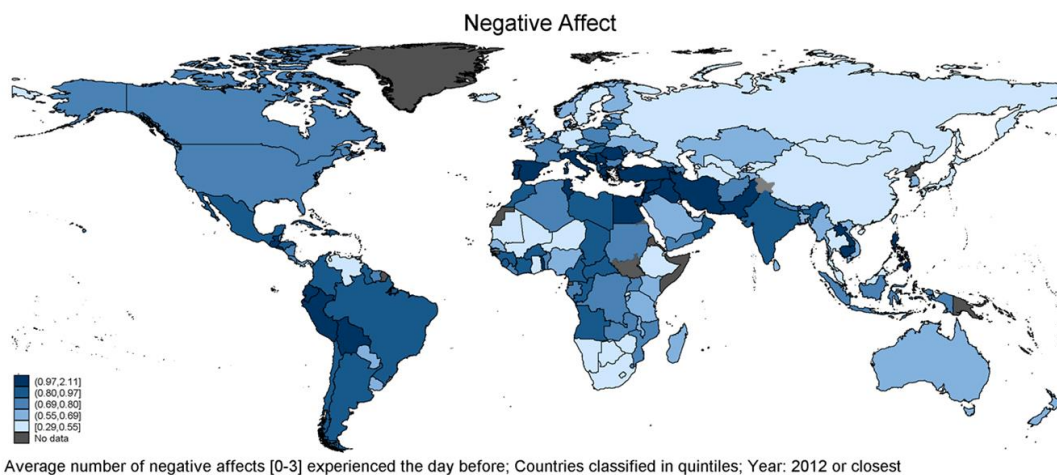 Negative Affect
(0.97,2.11]
(0.80,0.97]
(0.69,0.80]
(0.55,0.69]
[0.29,0.55]
No data
Average number of negative affects [0-3] experienced the day before; Countries classified in quintiles; Year: 2012 or closest